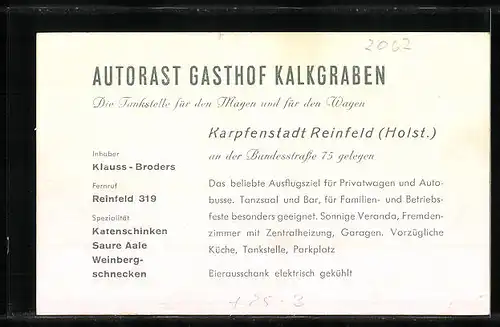 2062
AUTORAST GASTHOF KALKGRABEN
Die Tankstelle für den Magen und für den Wagen
Karpfenstadt Reinfeld (Holst.)
an der Bundesstraße 75 gelegen
Inhaber
Klauss-Broders
Fernruf
Reinfeld 319
Spezialität
Katenschinken
Saure Aale
Weinberg-
schnecken
Das beliebte Ausflugsziel für Privatwagen und Auto-
busse. Tanzsaal und Bar, für Familien- und Betriebs-
feste besonders geeignet. Sonnige Veranda, Fremden-
zimmer mit Zentralheizung, Garagen. Vorzügliche
Küche, Tankstelle, Parkplatz
Bierausschank elektrisch gekühlt